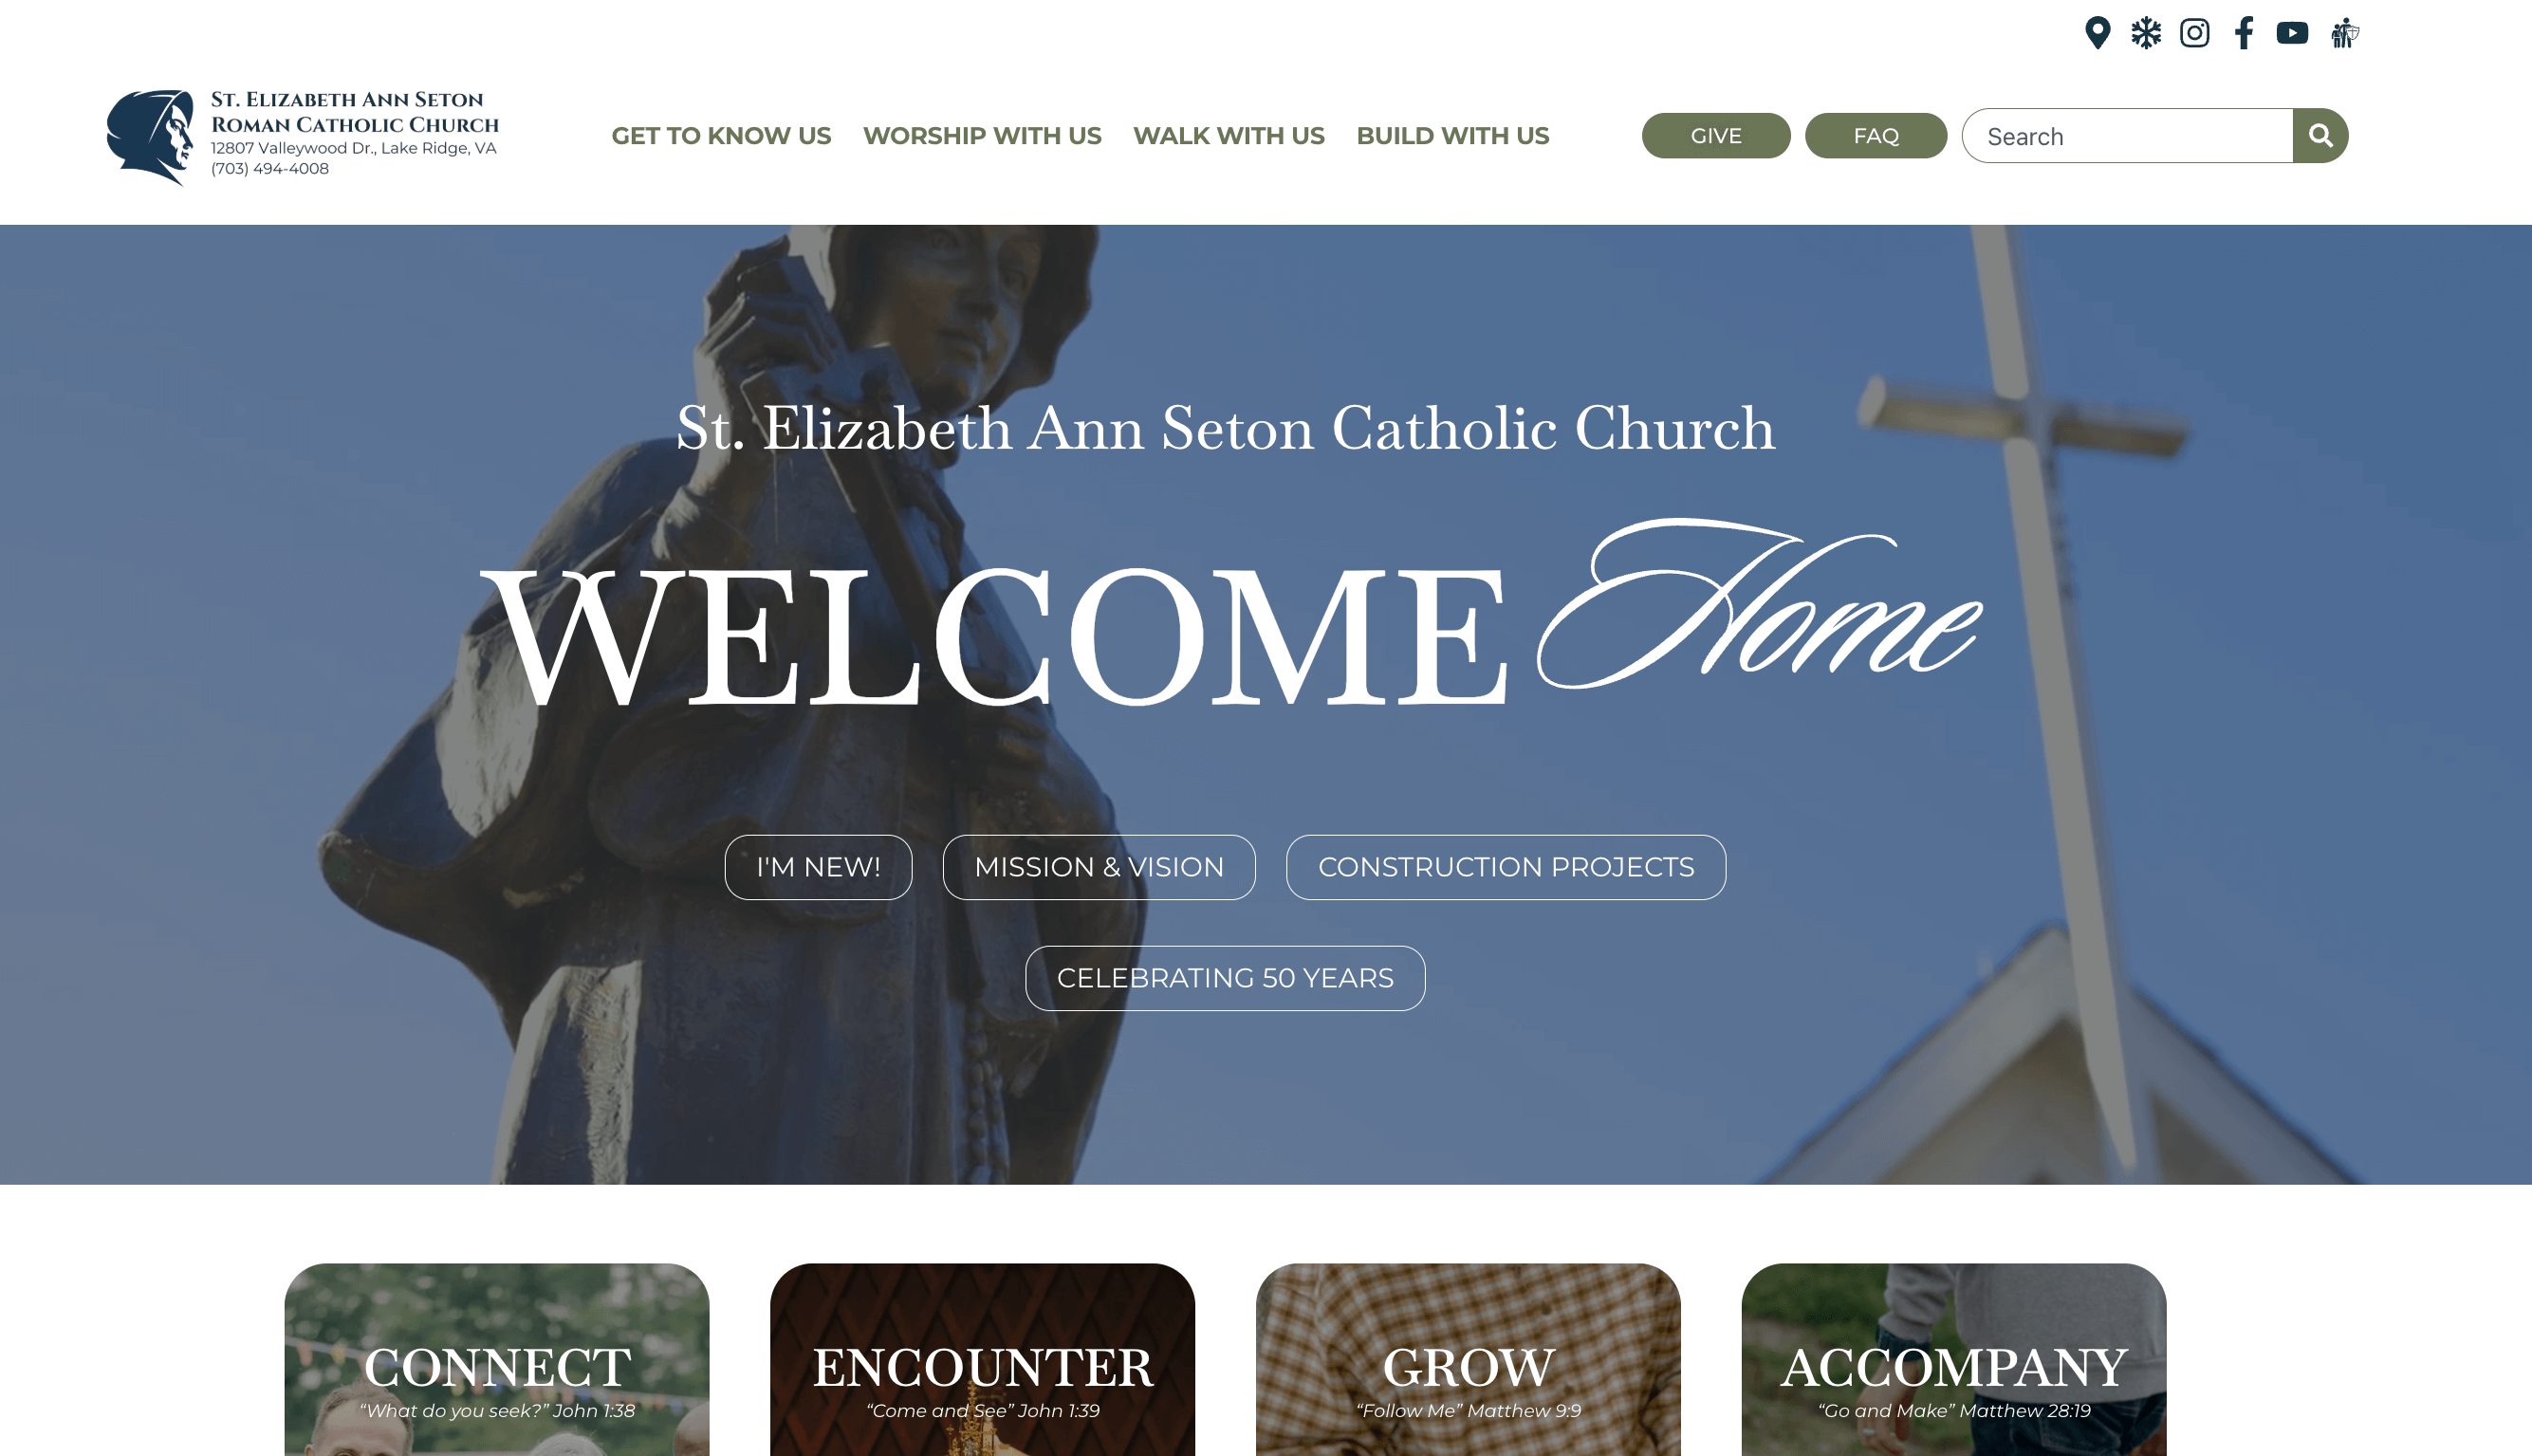 St. Elizabeth Ann Seton
Roman Catholic Church
12807 Valleywood Dr., Lake Ridge, VA
(703) 494-4008
GET TO KNOW US WORSHIP WITH US WALK WITH US BUILD WITH US GIVE FAQ Search
St. Elizabeth Ann Seton Catholic Church
WELCOME Home
I'M NEW! MISSION & VISION CONSTRUCTION PROJECTS
CELEBRATING 50 YEARS
CONNECT ENCOUNTER GROW ACCOMPANY
“What do you seek?” John 1:38 “Come and See” John 1:39 “Follow Me” Matthew 9:9 “Go and Make” Matthew 28:19